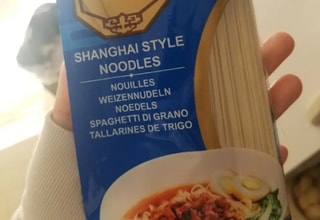 SHANGHAI STYLE
NOODLES
NOUILLES
WEIZENNUDELN
NOEDELS
SPAGHETTI DI GRANO
TALLARINES DE TRIGO